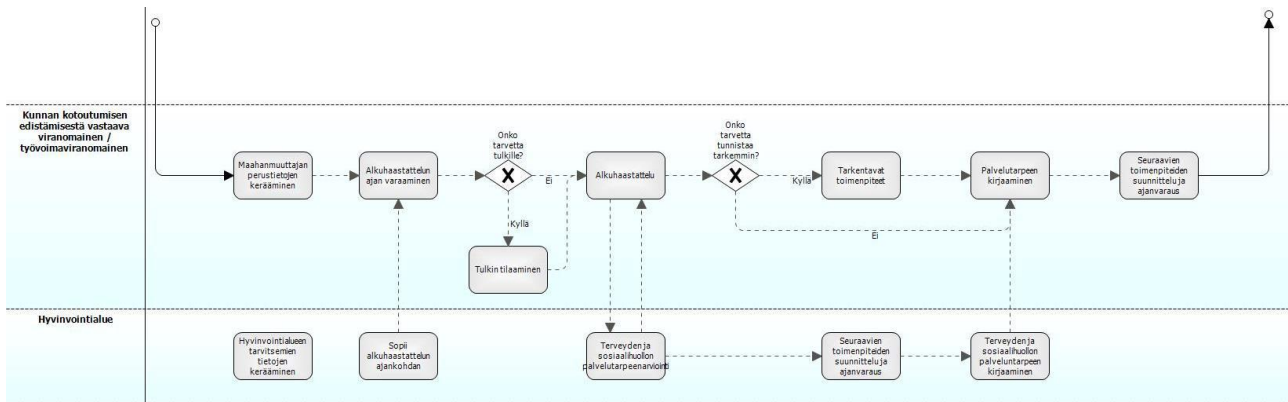 Kunnan kotoutumisen
edistämisestä vastaava
viranomainen /
työvoimaviranomainen
Maahanmuuttajan
perustietojen
kerääminen
Alkuhaastattelun
ajan varaaminen
Onko
tarvetta
tulkille?
Ei
Kyllä
Tulkin tilaaminen
Alkuhaastattelu
Onko
tarvetta
tunnistaa
tarkemmin?
Kyllä
Ei
Tarkentavat
toimenpiteet
Palvelutarpeen
kirjaaminen
Seuraavien
toimenpiteiden
suunnittelu ja
ajanvaraus
Hyvinvointialue
Hyvinvointialueen
tarvitsemien
tietojen
kerääminen
Sopii
alkuhaastattelun
ajankohdan
Terveyden ja
sosiaalihuollon
palvelutarpeenarviointi
Seuraavien
toimenpiteiden
suunnittelu ja
ajanvaraus
Terveyden ja
sosiaalihuollon
palveluntarpeen
kirjaaminen